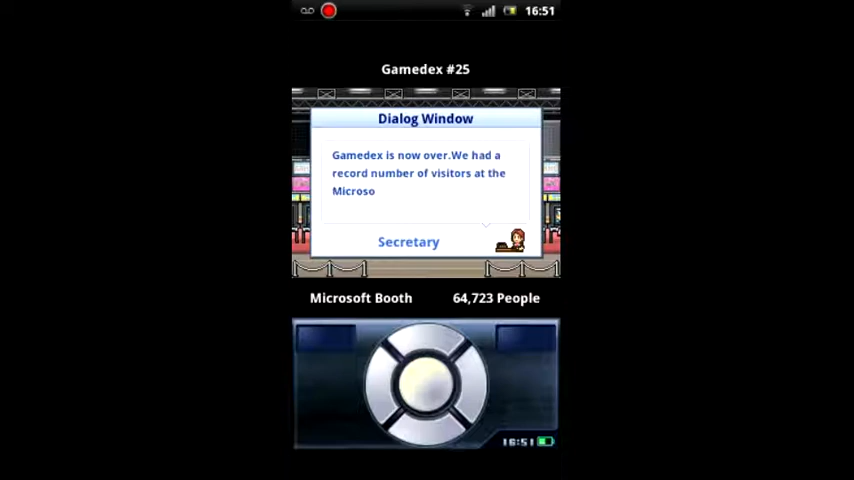 16:51
Gamedex #25
Dialog Window
Gamedex is now over.We had a
record number of visitors at the
Microso
Secretary
Microsoft Booth 64,723 People
16:51